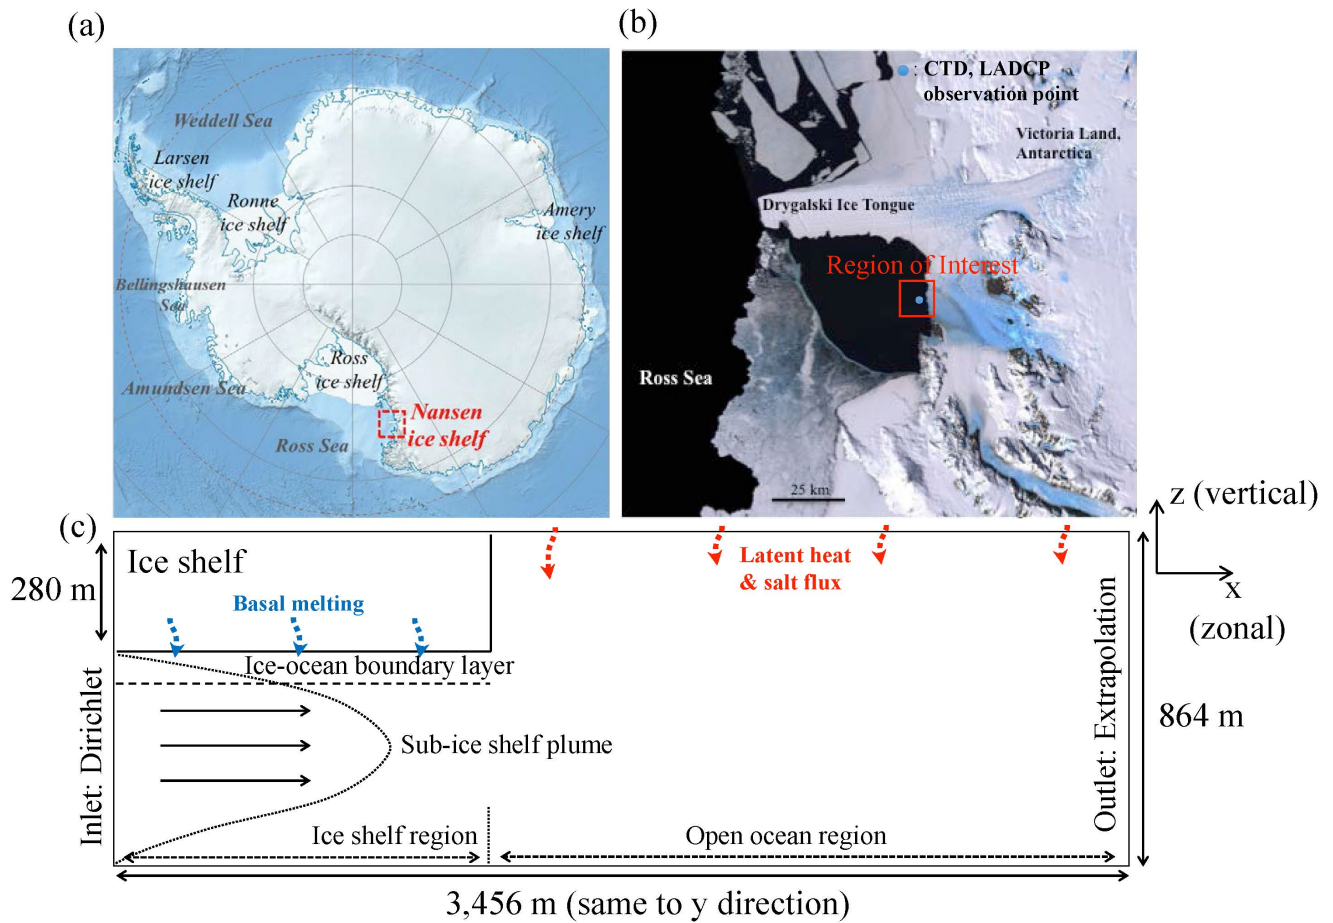 (a)
Weddell Sea
Larsen
ice shelf
Ronne
ice shelf
Amery
ice shelf
Bellingshausen
Sea
Ross
ice shelf
Amundsen Sea
Nansen
ice shelf
Ross Sea
(b)
: CTD, LADCP
observation point
Victoria Land,
Antarctica
Drygalski Ice Tongue
Region of Interest
Ross Sea
25 km
(c)
z (vertical)
x
(zonal)
280 m
Ice shelf
Latent heat
& salt flux
Basal melting
Ice-ocean boundary layer
Inlet: Dirichlet
Sub-ice shelf plume
Outlet: Extrapolation
864 m
Ice shelf region
Open ocean region
3,456 m (same to y direction)